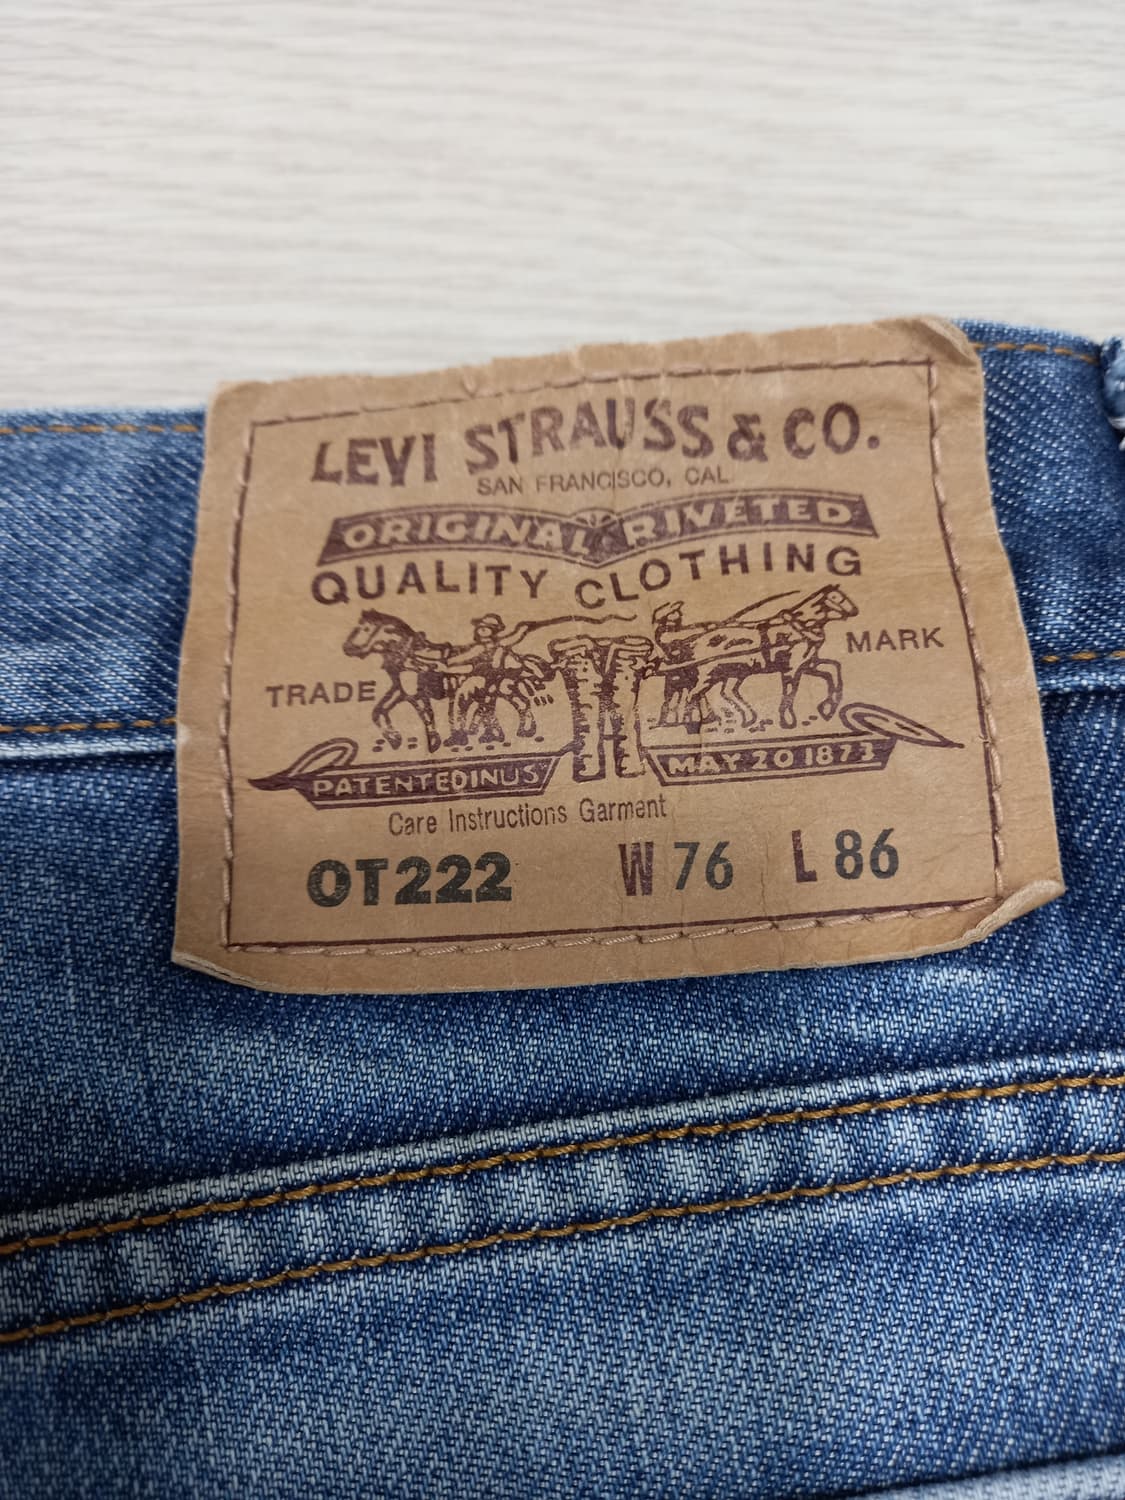 LEVI STRAUSS & CO.
SAN FRANCISCO, CAL
ORIGINAL RIVETED
QUALITY CLOTHING
TRADE MARK
PATENTED IN U S MAY 20 1873
Care Instructions Garment
OT222 W 76 L 86